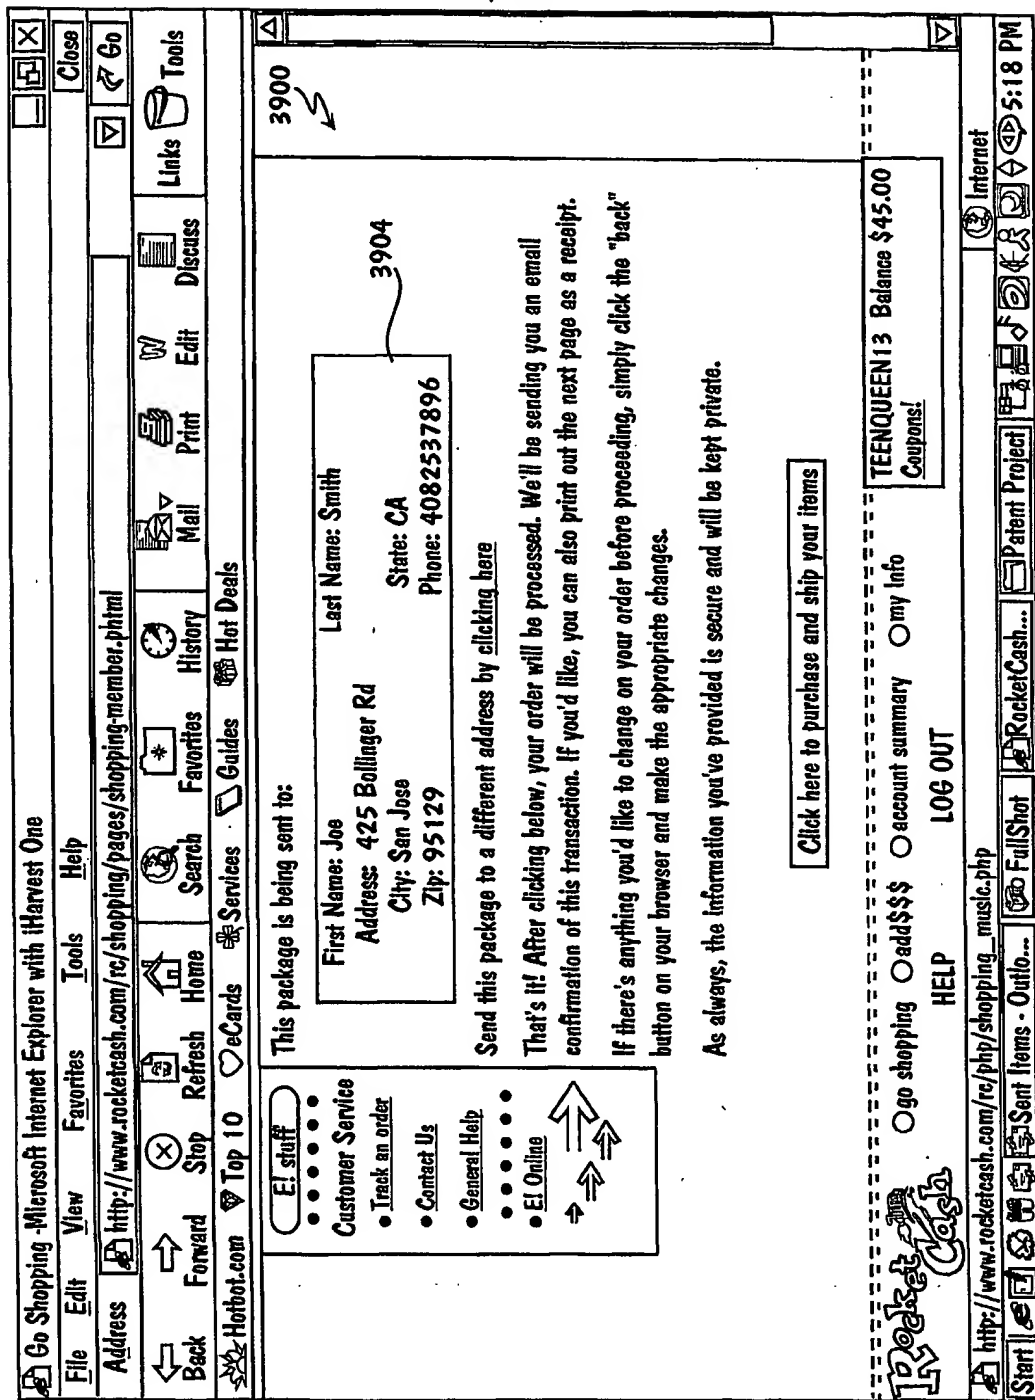 Go Shopping -Microsoft Internet Explorer with iHarvest One
File Edit View Favorites Tools Help Close
Address http://www.rocketcash.com/rc/shopping/pages/shopping-member.phtml Go
Back Forward Stop Refresh Home Search Favorites History Mail Print Edit Discuss Links Tools
Hotbot.com Top 10 eCards Services Guides Hot Deals
3900
E! stuff
Customer Service
• Track an order
• Contact Us
• General Help
• E! Online
This package is being sent to:
First Name: Joe Last Name: Smith
Address: 425 Bollinger Rd
City: San Jose State: CA
Zip: 95129 Phone: 4082537896
3904
Send this package to a different address by clicking here
That's it! After clicking below, your order will be processed. We'll be sending you an email
confirmation of this transaction. If you'd like, you can also print out the next page as a receipt.
If there's anything you'd like to change on your order before proceeding, simply click the "back"
button on your browser and make the appropriate changes.
As always, the information you've provided is secure and will be kept private.
Click here to purchase and ship your items
Rocket Cash
go shopping add$$$ account summary my info
HELP LOG OUT
TEENQUEEN13 Balance $45.00
Coupons!
http://www.rocketcash.com/rc/php/shopping_music.php Internet
Start Sent Items - Outlo... FullShot RocketCash... Patent Project 5:18 PM